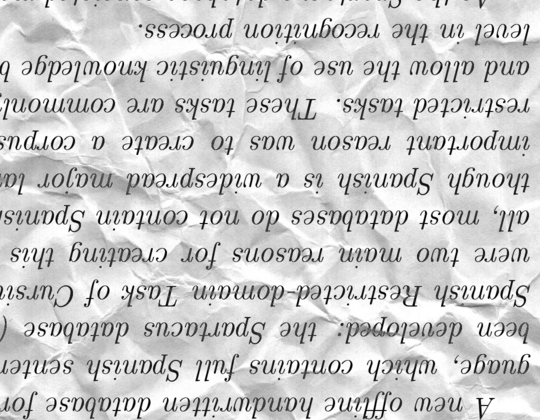 A new offline handwritten database for
guage, which contains full Spanish senten
been developed: the Spartacus database (
Spanish Restricted-domain Task of Cursiv
were two main reasons for creating this
all, most databases do not contain Spanis
though Spanish is a widespread major la
important reason was to create a corpus
restricted tasks. These tasks are commonly
and allow the use of linguistic knowledge b
level in the recognition process.